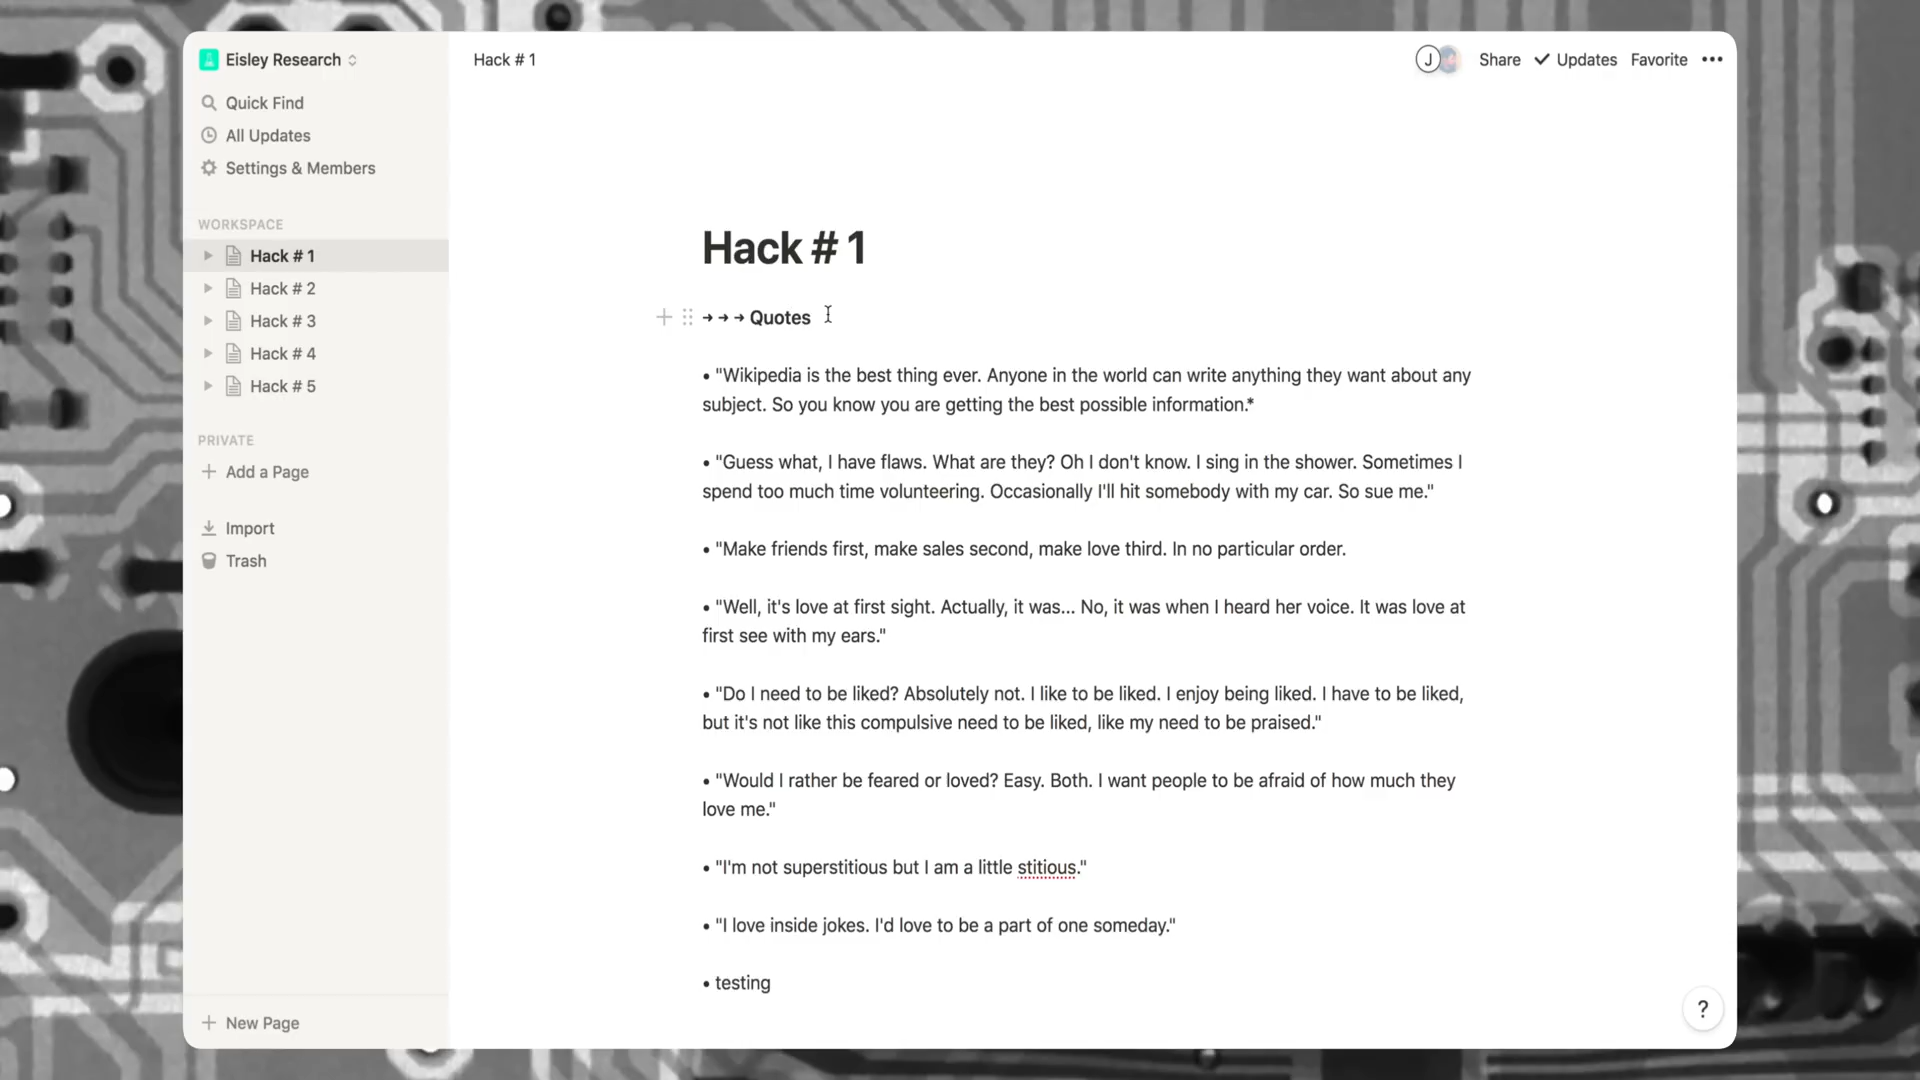 Eisley Research
Hack # 1
J
Share
Updates
Favorite
Quick Find
All Updates
Settings & Members
WORKSPACE
Hack # 1
Hack # 2
Hack # 3
Hack # 4
Hack # 5
PRIVATE
Add a Page
Import
Trash
New Page
Hack # 1
→ → → Quotes
• "Wikipedia is the best thing ever. Anyone in the world can write anything they want about any
subject. So you know you are getting the best possible information.*
• "Guess what, I have flaws. What are they? Oh I don't know. I sing in the shower. Sometimes I
spend too much time volunteering. Occasionally I'll hit somebody with my car. So sue me."
• "Make friends first, make sales second, make love third. In no particular order.
• "Well, it's love at first sight. Actually, it was... No, it was when I heard her voice. It was love at
first see with my ears."
• "Do I need to be liked? Absolutely not. I like to be liked. I enjoy being liked. I have to be liked,
but it's not like this compulsive need to be liked, like my need to be praised."
• "Would I rather be feared or loved? Easy. Both. I want people to be afraid of how much they
love me."
• "I'm not superstitious but I am a little stitious."
• "I love inside jokes. I'd love to be a part of one someday."
• testing
?